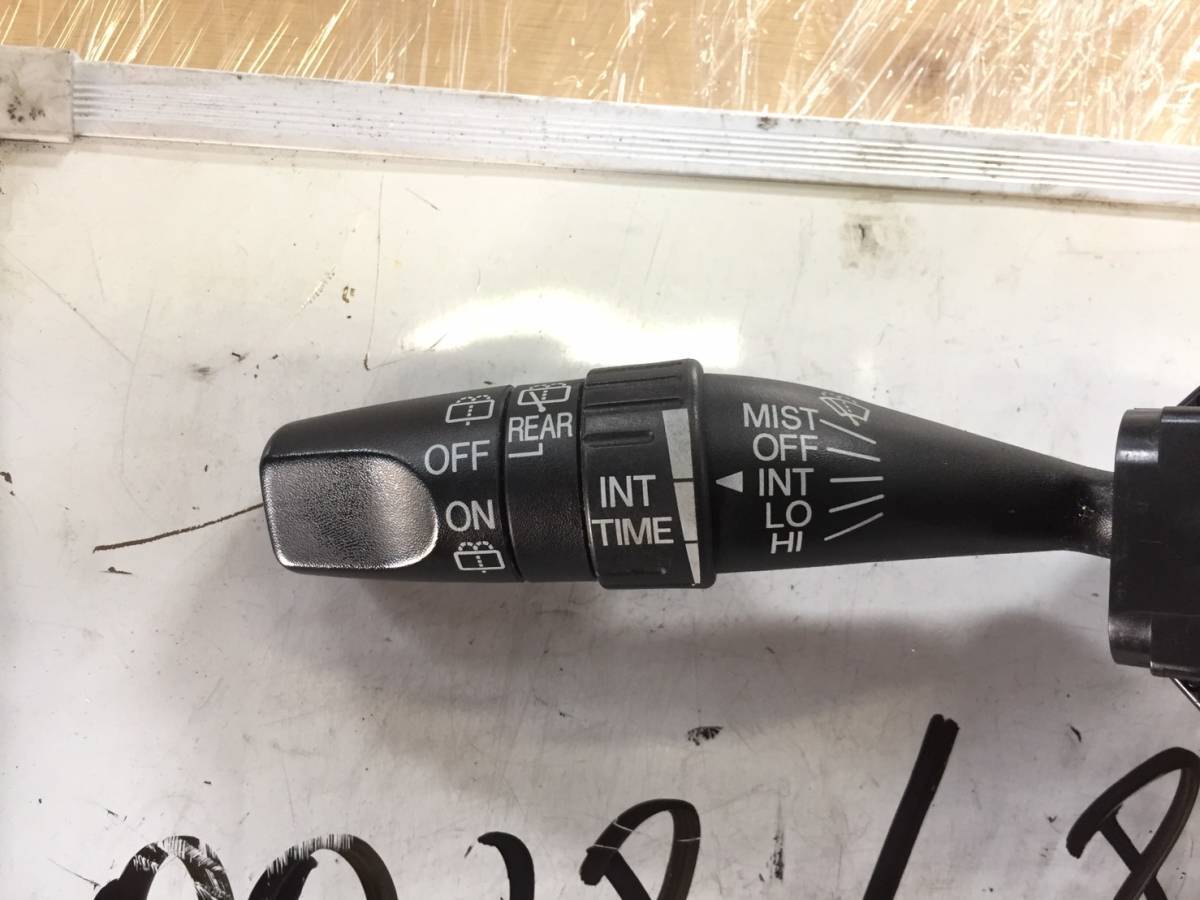 OFF
ON
REAR
INT
TIME
MIST
OFF
INT
LO
HI